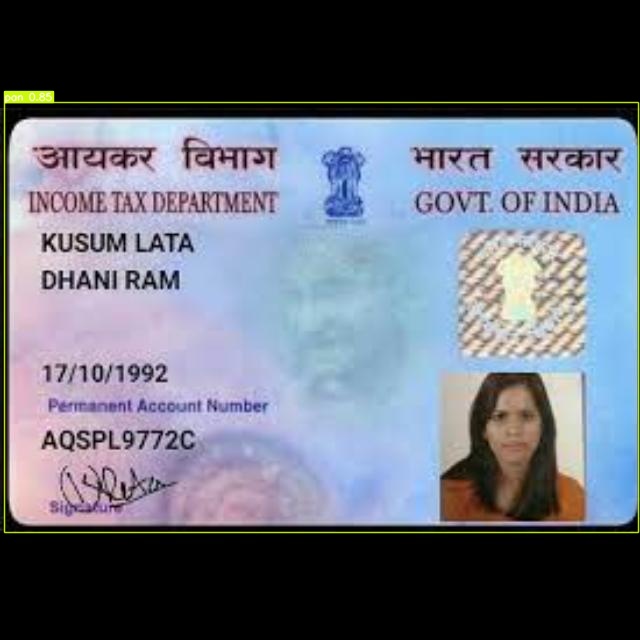 pan 0.85
आयकर विभाग
INCOME TAX DEPARTMENT
भारत सरकार
GOVT. OF INDIA
KUSUM LATA
DHANI RAM
17/10/1992
Permanent Account Number
AQSPL9772C
Signature